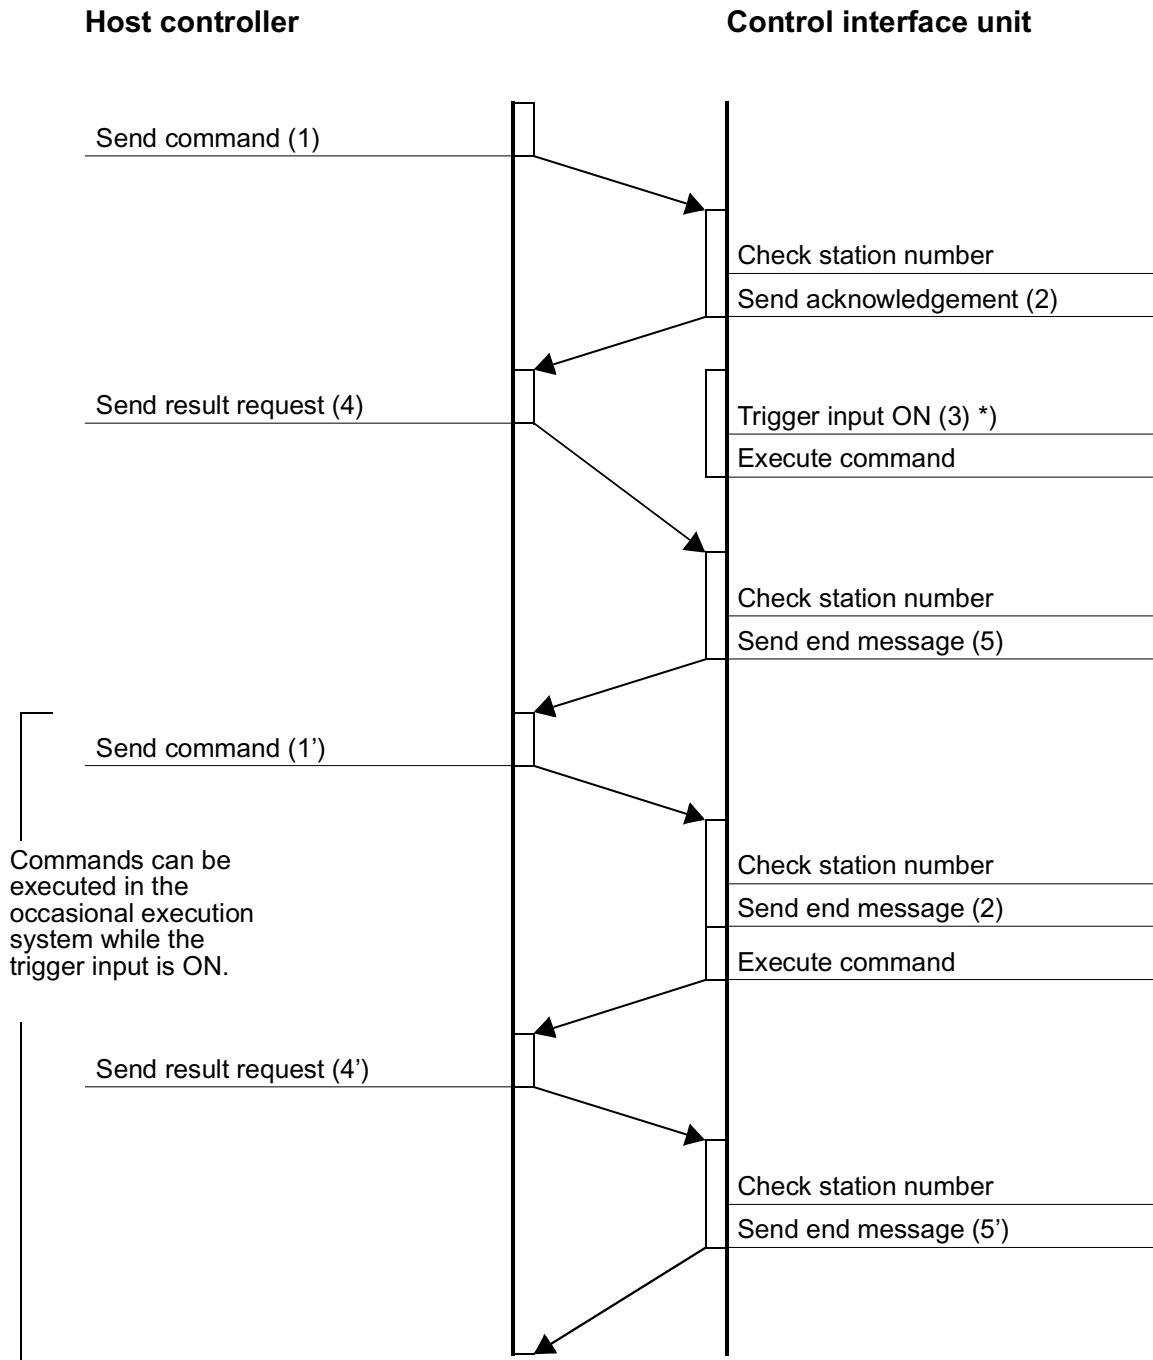 Host controller
Control interface unit
Send command (1)
Check station number
Send acknowledgement (2)
Send result request (4)
Trigger input ON (3) *)
Execute command
Check station number
Send end message (5)
Send command (1’)
Commands can be
executed in the
occasional execution
system while the
trigger input is ON.
Check station number
Send end message (2)
Execute command
Send result request (4’)
Check station number
Send end message (5’)